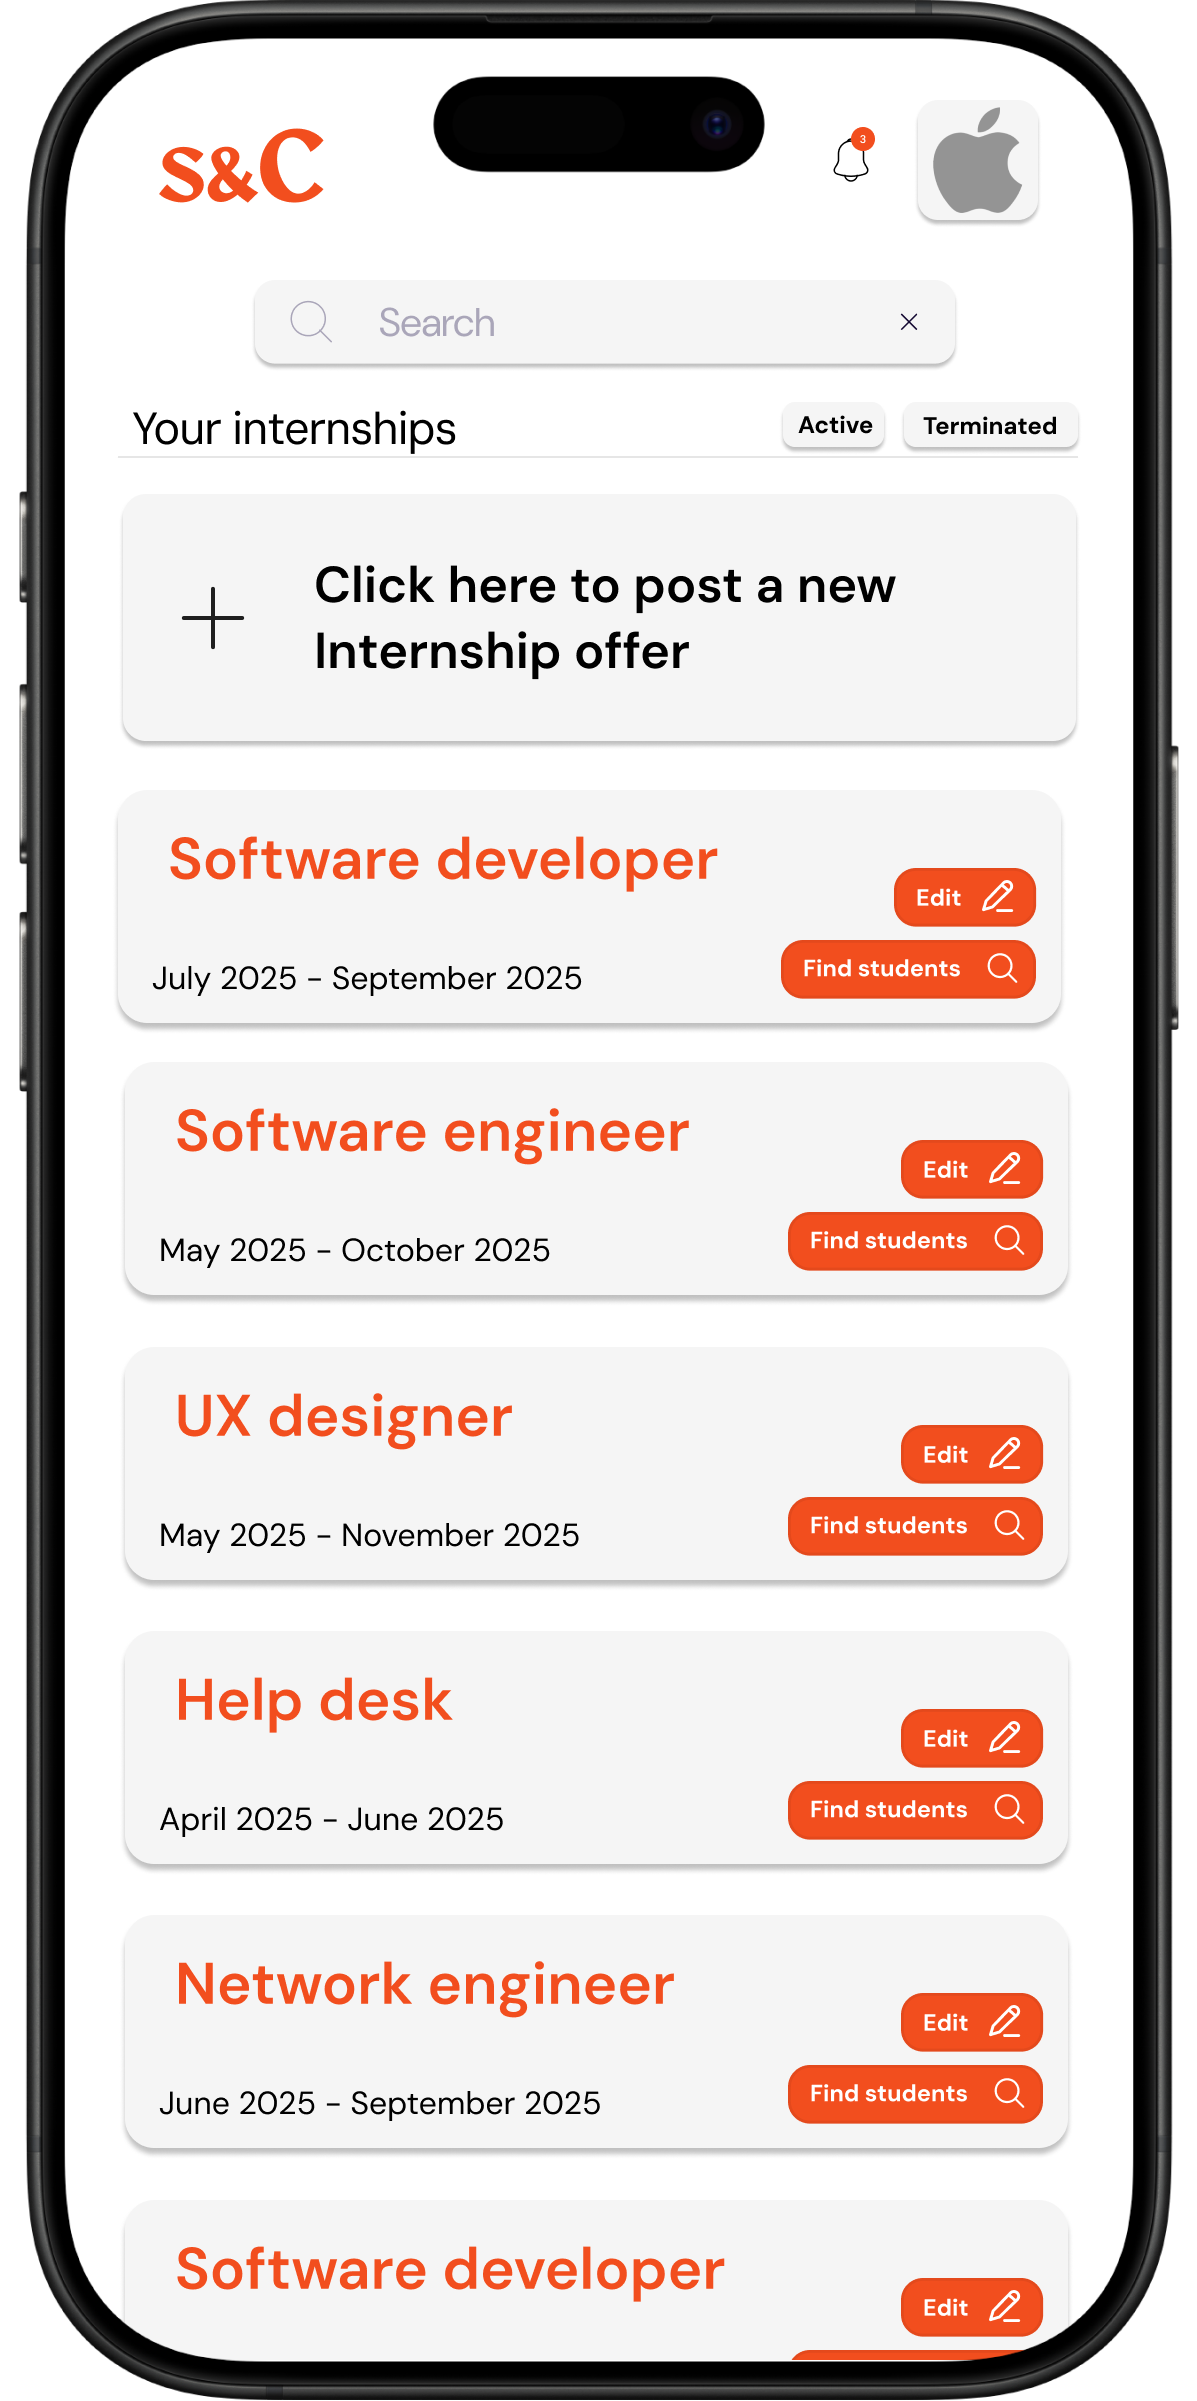 S&C
3
Search
Your internships
Active
Terminated
Click here to post a new
Internship offer
Software developer
Edit
July 2025 - September 2025
Find students
Software engineer
Edit
May 2025 - October 2025
Find students
UX designer
Edit
May 2025 - November 2025
Find students
Help desk
Edit
April 2025 - June 2025
Find students
Network engineer
Edit
June 2025 - September 2025
Find students
Software developer
Edit